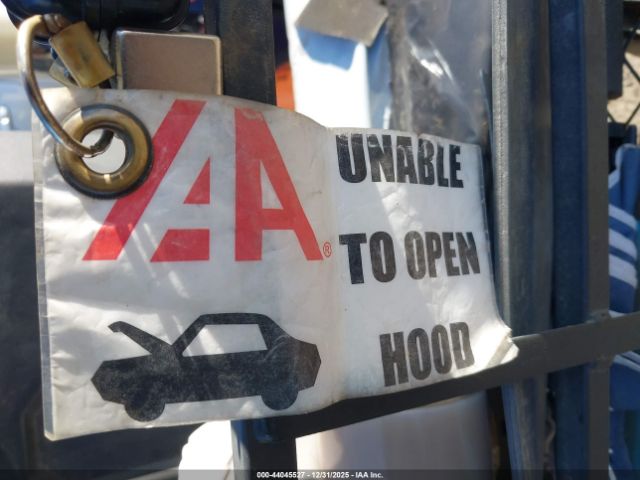 IAA®
UNABLE
TO OPEN
HOOD
000-44045527 - 12/31/2025 - IAA Inc.